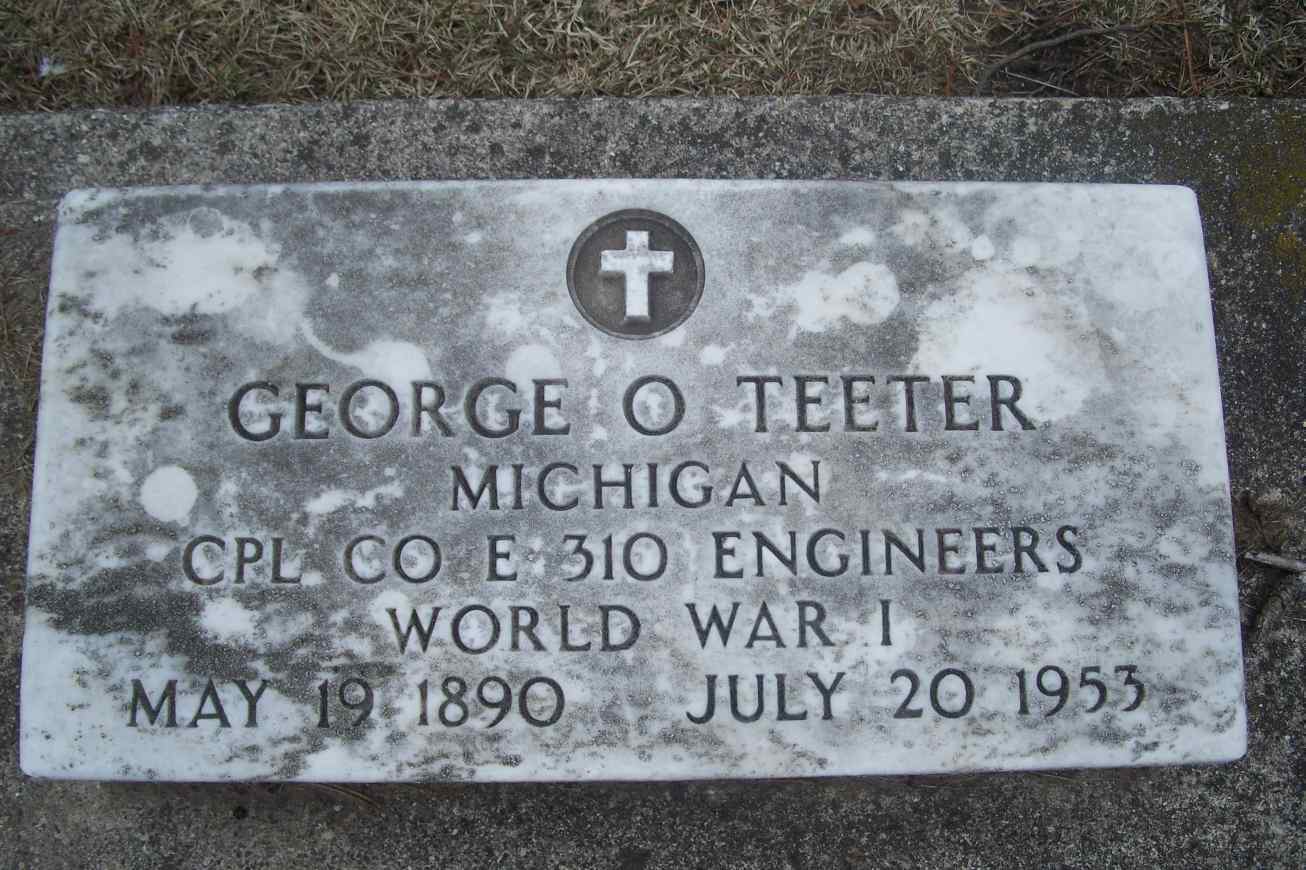 GEORGE O TEETER
MICHIGAN
CPL CO E 310 ENGINEERS
WORLD WAR I
MAY 19 1890 JULY 20 1953